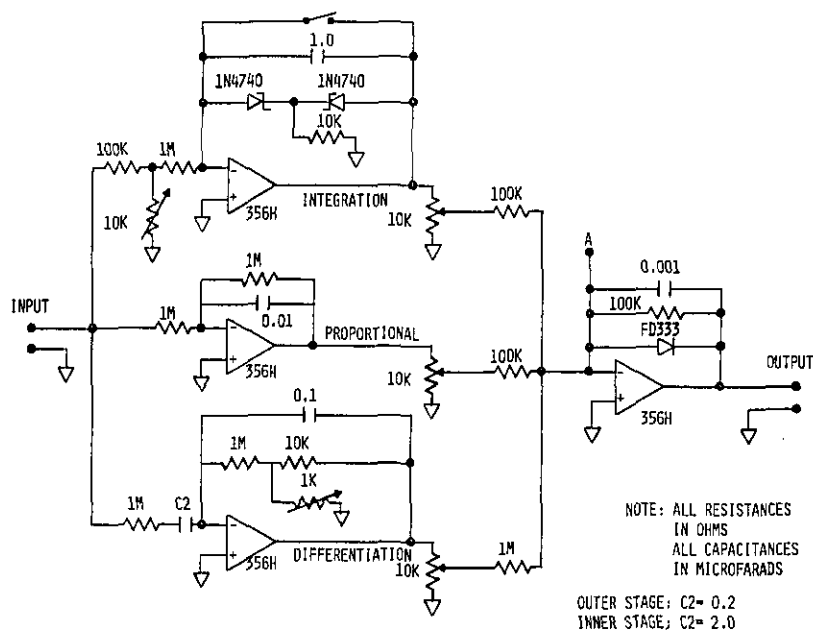 1.0
1N4740 1N4740
10K
100K 1M
10K
356H
INTEGRATION
10K
100K
A
0.001
100K
FD333
INPUT
1M
1M
0.01
356H
PROPORTIONAL
10K
100K
356H
OUTPUT
0.1
1M 10K
1K
1M C2
356H
DIFFERENTIATION
10K
1M
NOTE: ALL RESISTANCES
IN OHMS
ALL CAPACITANCES
IN MICROFARADS
OUTER STAGE; C2= 0.2
INNER STAGE; C2= 2.0